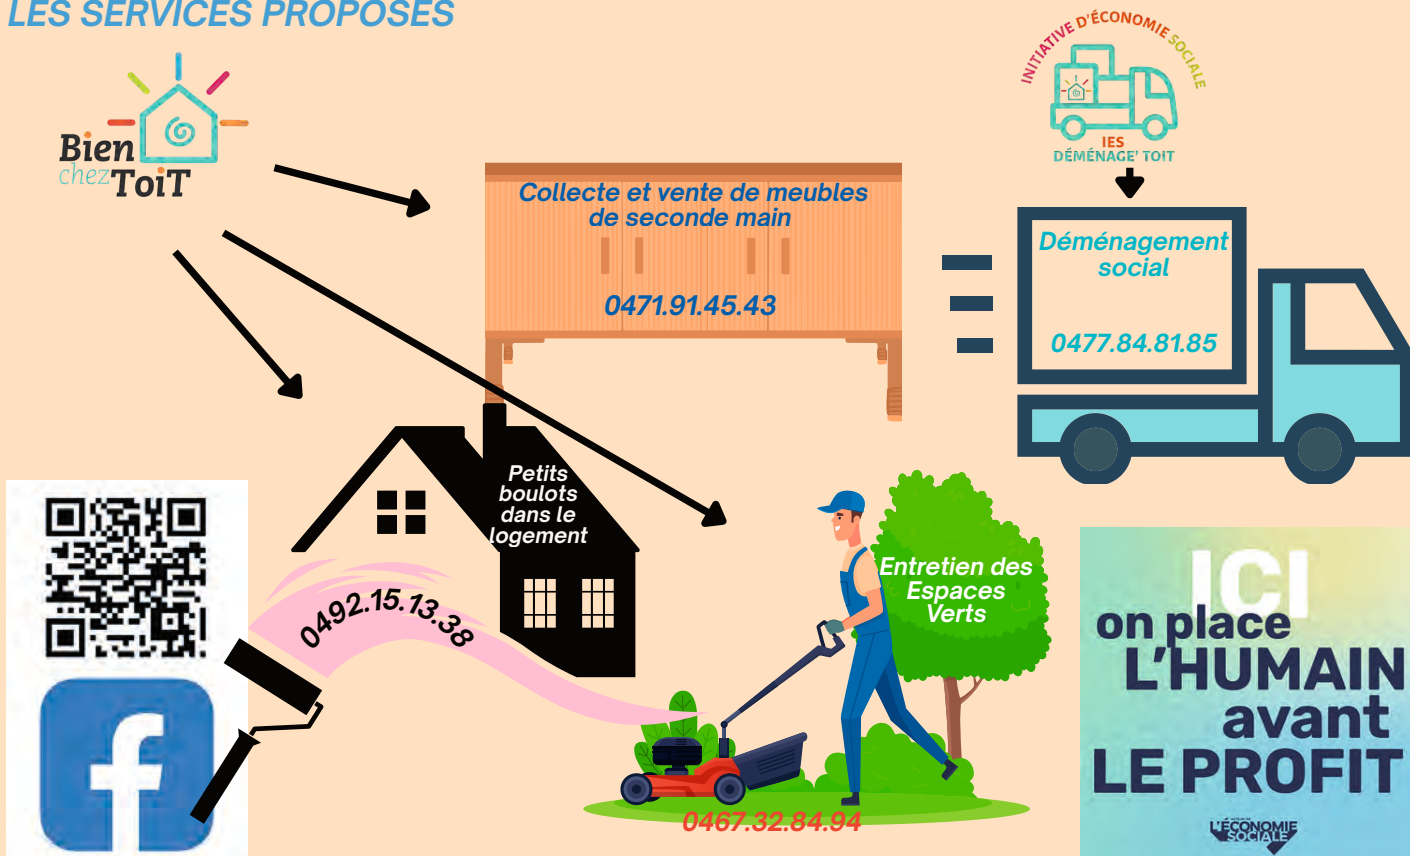 LES SERVICES PROPOSÉS
Bien
chez ToiT
INITIATIVE D'ÉCONOMIE SOCIALE
IES
DÉMÉNAGE' TOIT
Collecte et vente de meubles
de seconde main
0471.91.45.43
Déménagement
social
0477.84.81.85
Petits
boulots
dans le
logement
0492.15.13.38
Entretien des
Espaces
Verts
0467.32.84.94
f
ICI
on place
L'HUMAIN
avant
LE PROFIT
L'ÉCONOMIE
SOCIALE